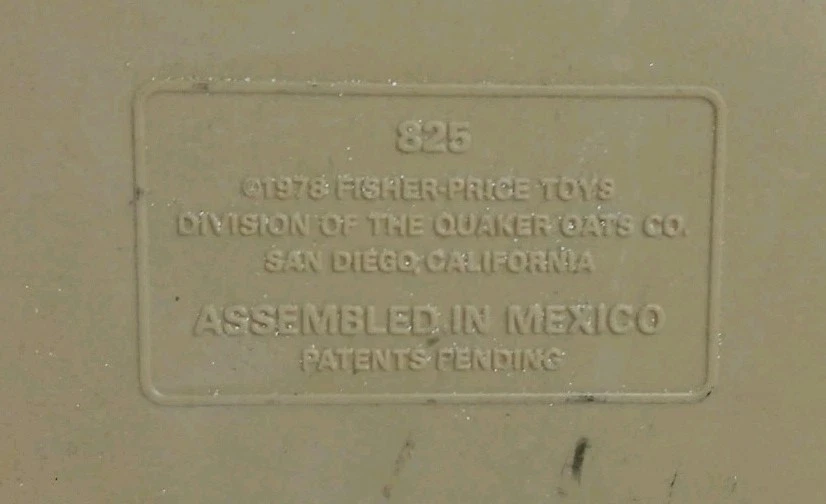 825
©1978 FISHER-PRICE TOYS
DIVISION OF THE QUAKER OATS CO.
SAN DIEGO, CALIFORNIA
ASSEMBLED IN MEXICO
PATENTS PENDING